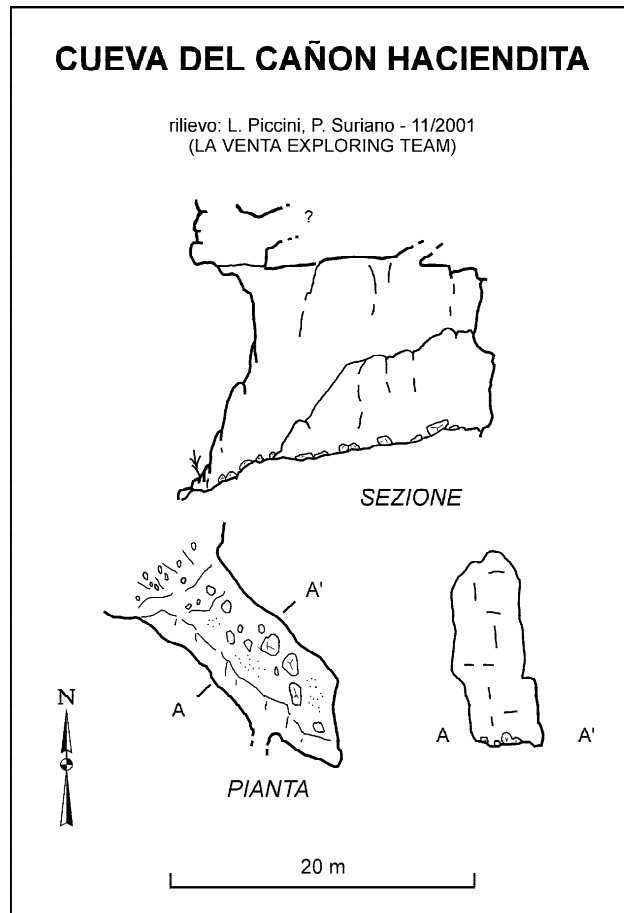 CUEVA DEL CAÑON HACIENDITA
rilievo: L. Piccini, P. Suriano - 11/2001
(LA VENTA EXPLORING TEAM)
?
SEZIONE
A'
A
N
A A'
PIANTA
20 m